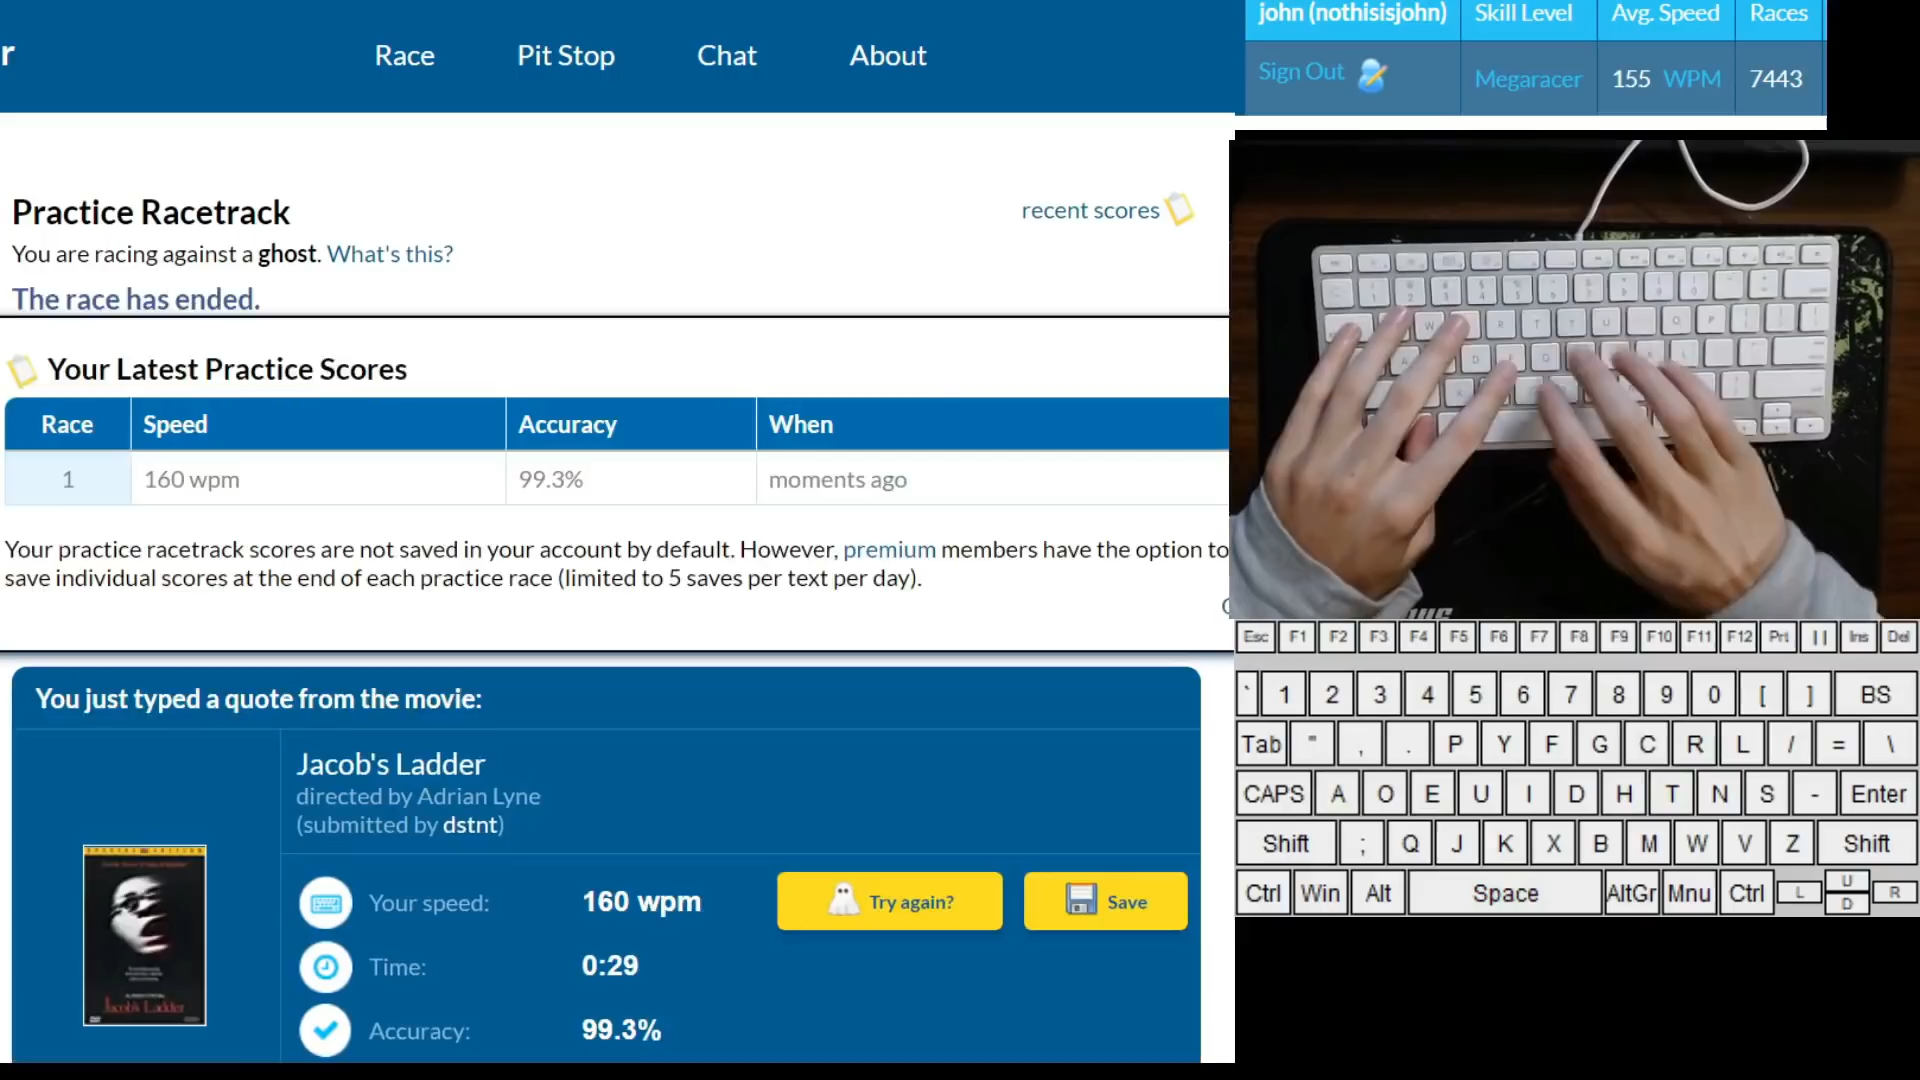 r
Race
Pit Stop
Chat
About
john (nothisisjohn)
Skill Level
Avg. Speed
Races
Sign Out
Megaracer
155 WPM
7443
Practice Racetrack
recent scores
You are racing against a ghost. What's this?
The race has ended.
Your Latest Practice Scores
Race Speed Accuracy When
1 160 wpm 99.3% moments ago
Your practice racetrack scores are not saved in your account by default. However, premium members have the option to
save individual scores at the end of each practice race (limited to 5 saves per text per day).
You just typed a quote from the movie:
Jacob's Ladder
directed by Adrian Lyne
(submitted by dstnt)
Jacob's Ladder
Your speed: 160 wpm
Try again?
Save
Time: 0:29
Accuracy: 99.3%
Esc F1 F2 F3 F4 F5 F6 F7 F8 F9 F10 F11 F12 Prt || Ins Del
` 1 2 3 4 5 6 7 8 9 0 [ ] BS
Tab " , . P Y F G C R L / = \
CAPS A O E U I D H T N S - Enter
Shift ; Q J K X B M W V Z Shift
Ctrl Win Alt Space AltGr Mnu Ctrl L U D R